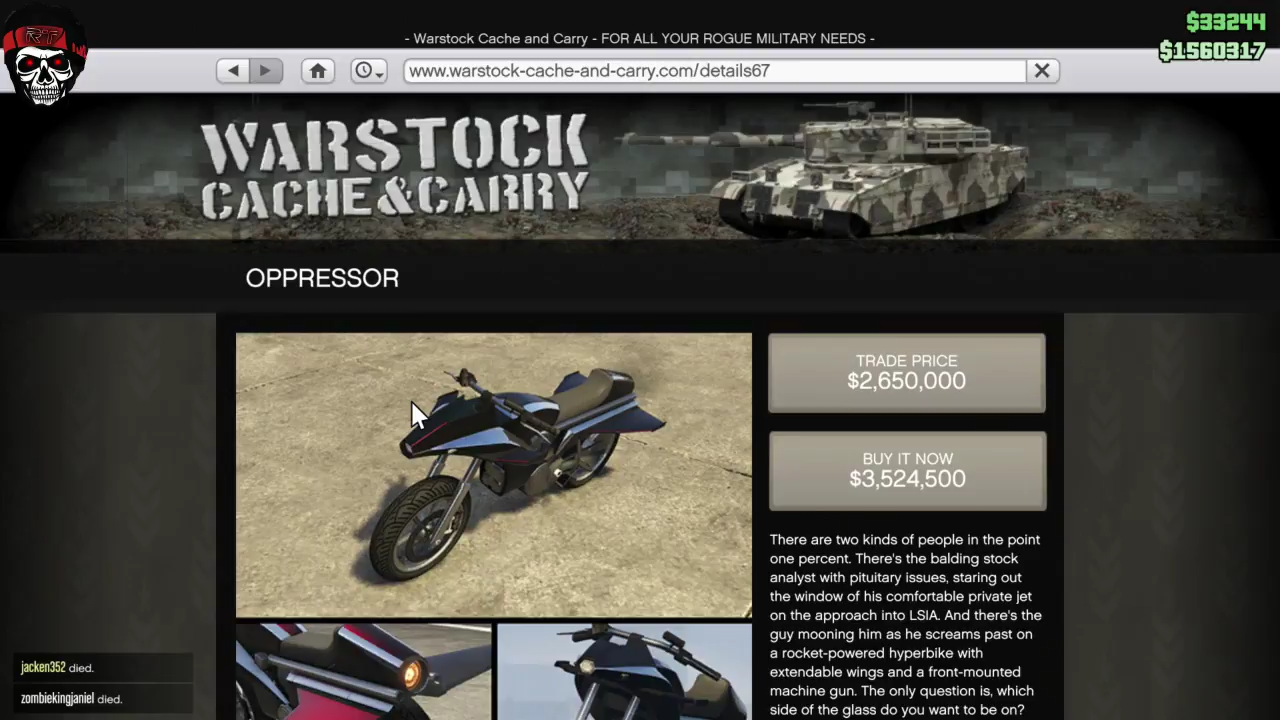 RT
$33244
$1560317
- Warstock Cache and Carry - FOR ALL YOUR ROGUE MILITARY NEEDS -
www.warstock-cache-and-carry.com/details67
WARSTOCK
CACHE&CARRY
OPPRESSOR
TRADE PRICE
$2,650,000
BUY IT NOW
$3,524,500
There are two kinds of people in the point
one percent. There's the balding stock
analyst with pituitary issues, staring out
the window of his comfortable private jet
on the approach into LSIA. And there's the
guy mooning him as he screams past on
a rocket-powered hyperbike with
extendable wings and a front-mounted
machine gun. The only question is, which
side of the glass do you want to be on?
jacken352 died.
zombiekingjaniel died.